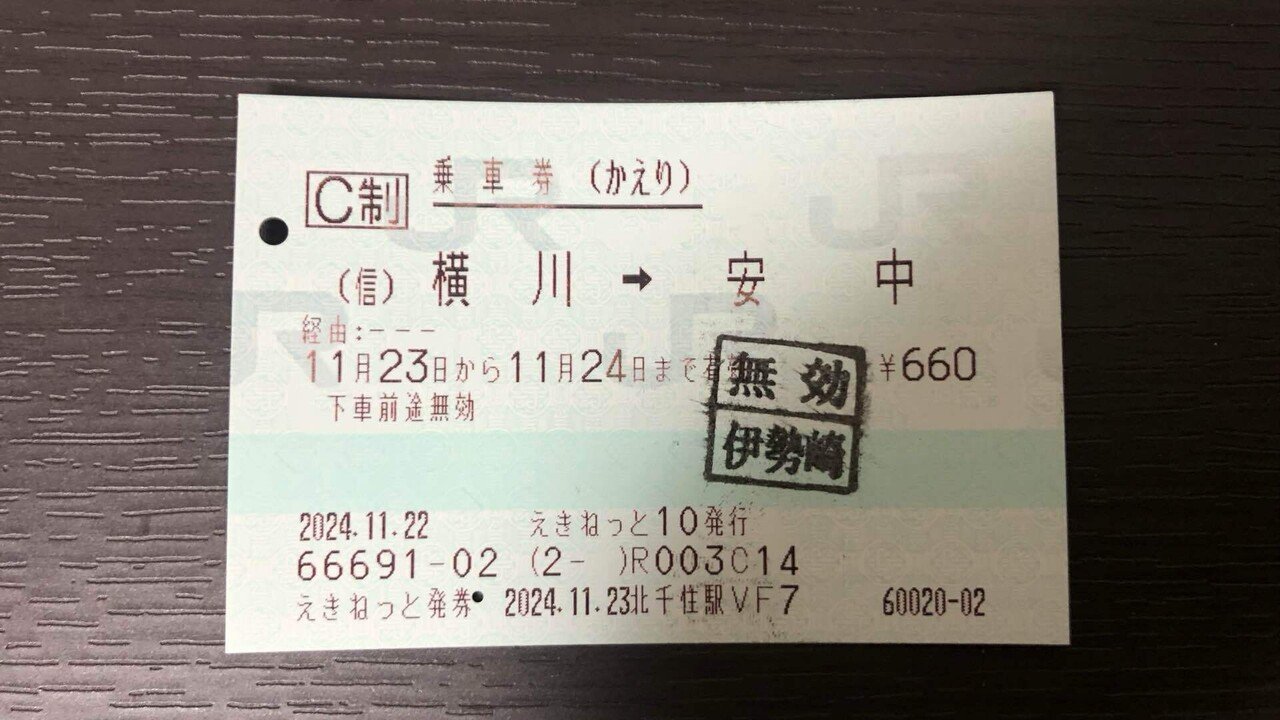 C制 乗車券 (かえり)
(信) 横川 ➡ 安中
経由:---
11月23日から11月24日まで有効 ¥660
下車前途無効
無効
伊勢崎
2024.11.22 えきねっと10発行
66691-02 (2- )R003C14
えきねっと発券 2024.11.23北千住駅VF7 60020-02
JR JR